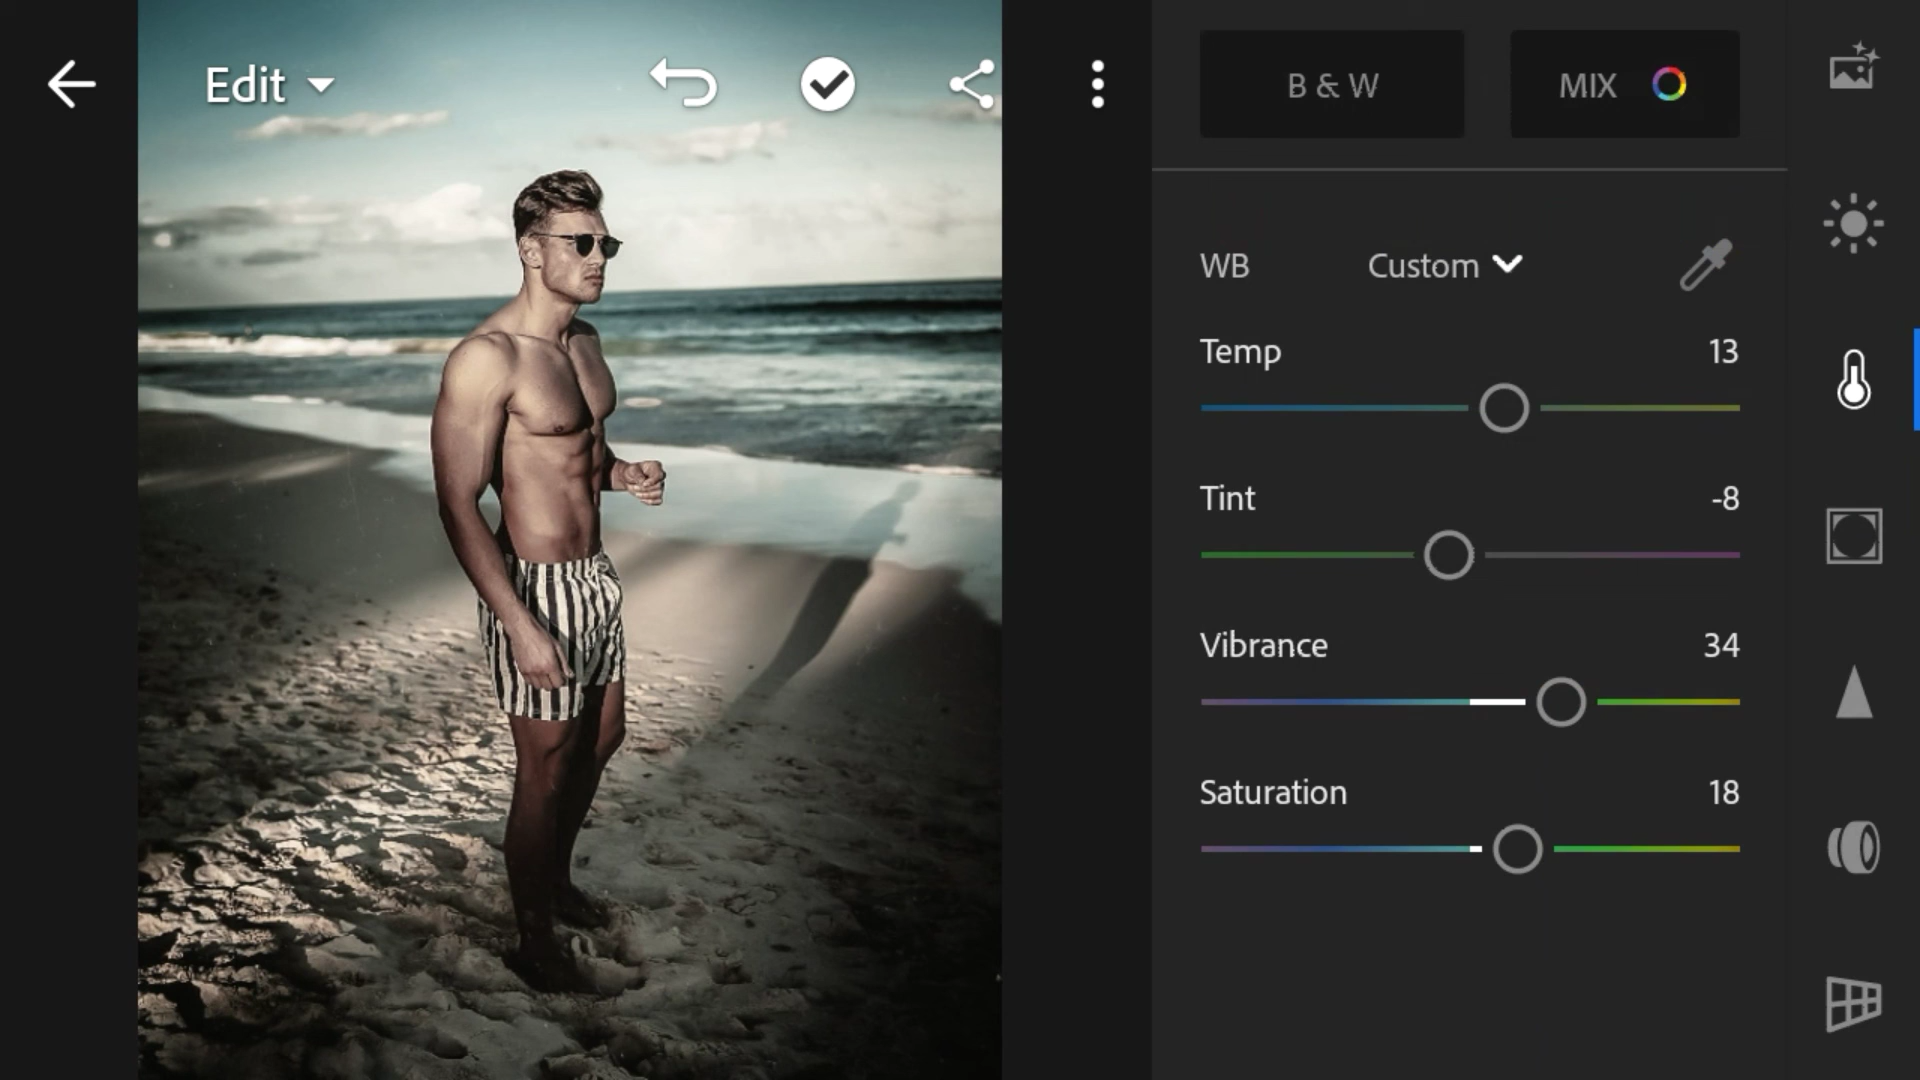 Edit
B & W
MIX
WB Custom
Temp 13
Tint -8
Vibrance 34
Saturation 18